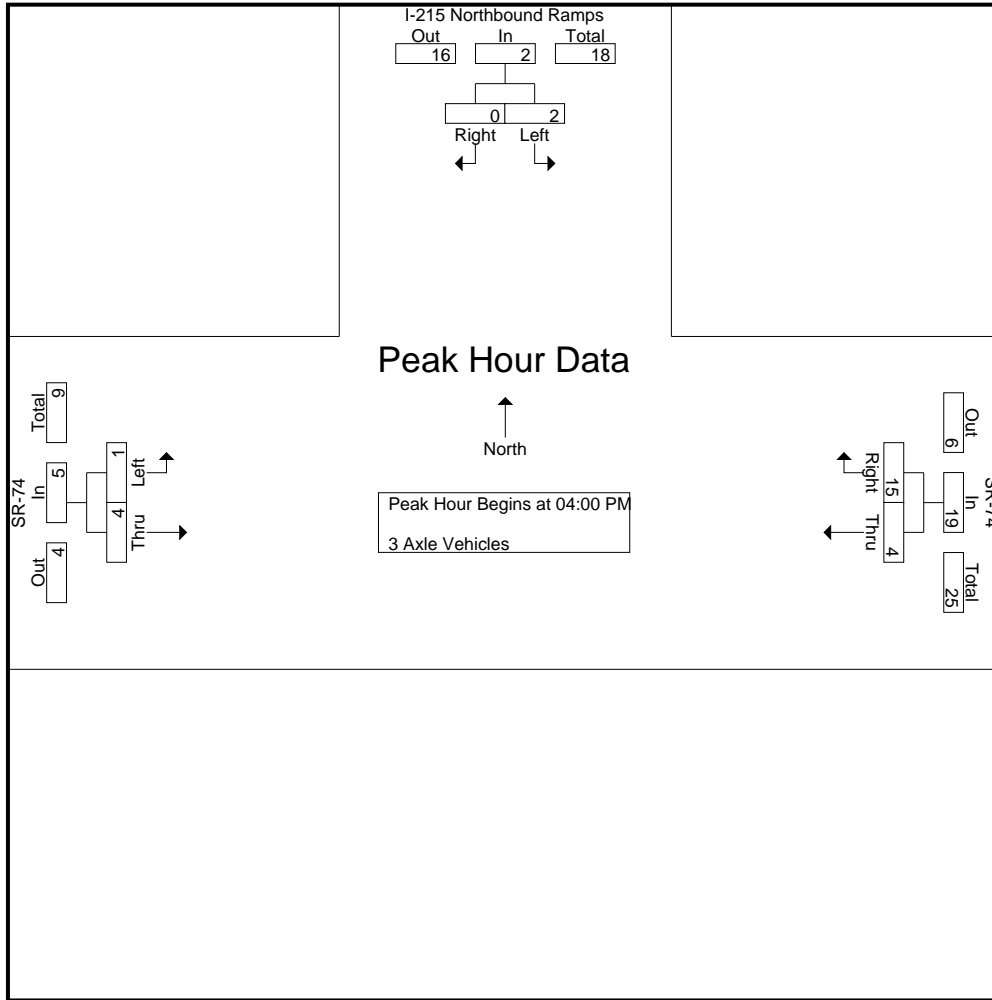 I-215 Northbound Ramps
Out In Total
16 2 18
0 2
Right Left
Peak Hour Data
North
Peak Hour Begins at 04:00 PM
3 Axle Vehicles
SR-74
Total In Out
9 5 4
1 4
Left Thru
SR-74
Out In Total
6 19 25
15 4
Right Thru